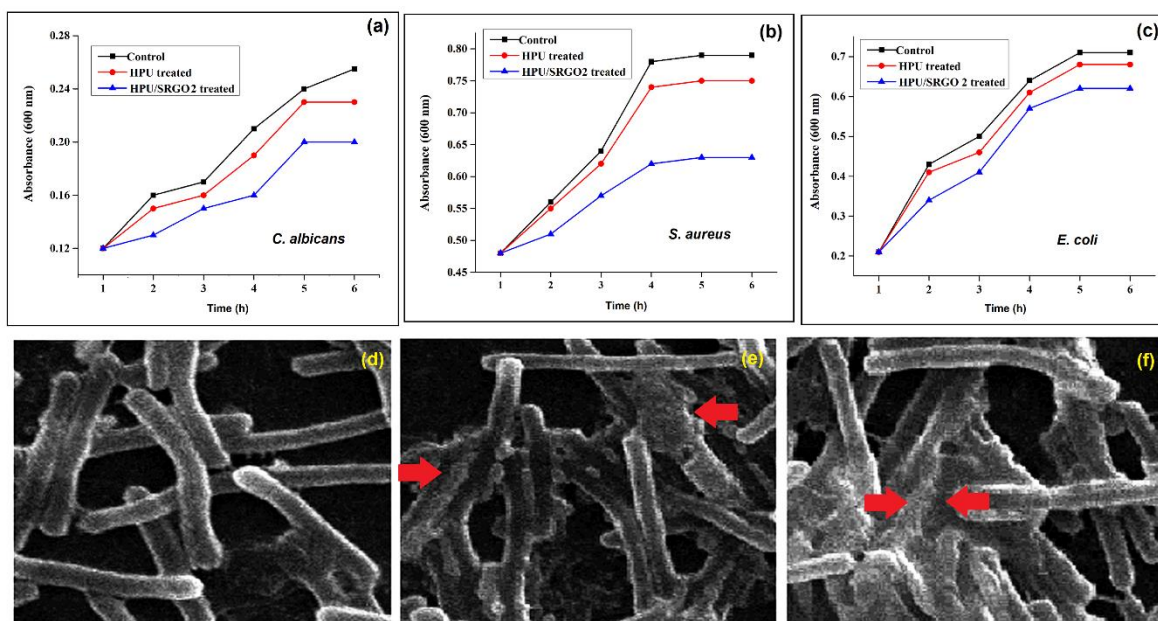 (a)
Control
HPU treated
HPU/SRGO2 treated
Absorbance (600 nm)
0.28
0.24
0.20
0.16
0.12
1 2 3 4 5 6
Time (h)
C. albicans
(b)
Control
HPU treated
HPU/SRGO 2 treated
Absorbance (600 nm)
0.80
0.75
0.70
0.65
0.60
0.55
0.50
0.45
1 2 3 4 5 6
Time (h)
S. aureus
(c)
Control
HPU treated
HPU/SRGO 2 treated
Absorbance (600 nm)
0.7
0.6
0.5
0.4
0.3
0.2
1 2 3 4 5 6
Time (h)
E. coli
(d)
(e)
(f)